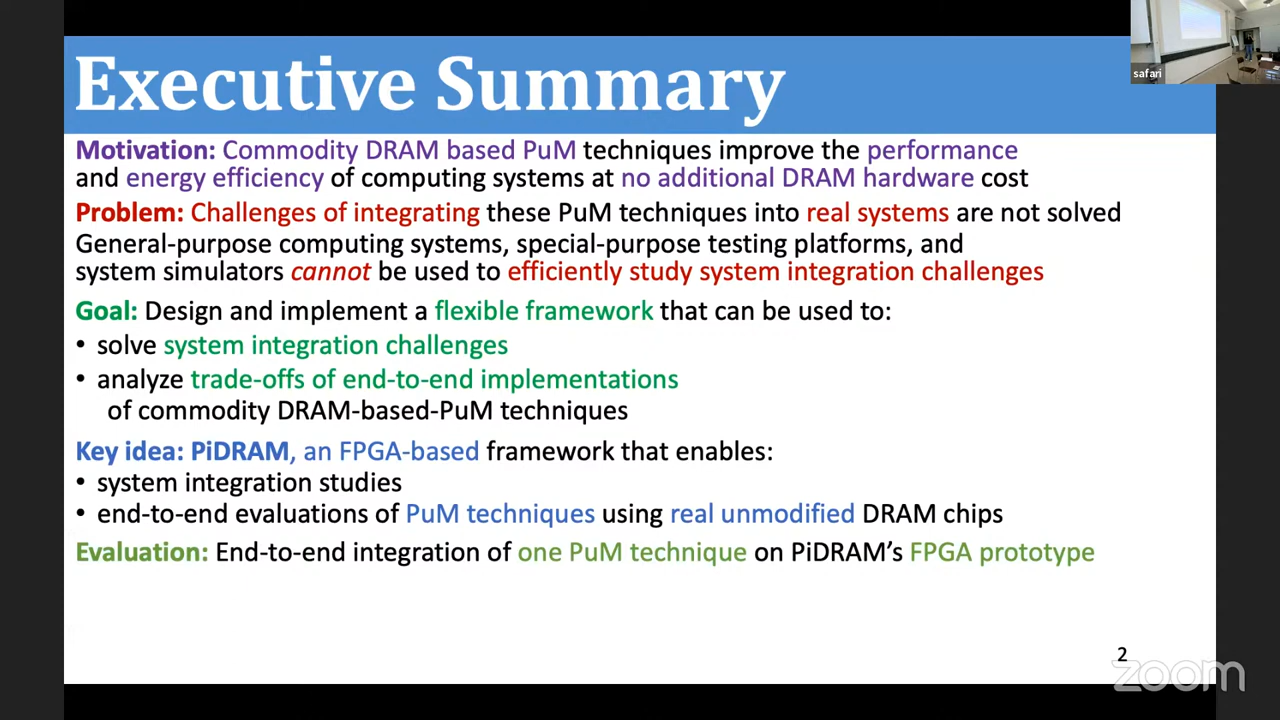 safari
Executive Summary
Motivation: Commodity DRAM based PuM techniques improve the performance
and energy efficiency of computing systems at no additional DRAM hardware cost
Problem: Challenges of integrating these PuM techniques into real systems are not solved
General-purpose computing systems, special-purpose testing platforms, and
system simulators cannot be used to efficiently study system integration challenges
Goal: Design and implement a flexible framework that can be used to:
• solve system integration challenges
• analyze trade-offs of end-to-end implementations
of commodity DRAM-based-PuM techniques
Key idea: PiDRAM, an FPGA-based framework that enables:
• system integration studies
• end-to-end evaluations of PuM techniques using real unmodified DRAM chips
Evaluation: End-to-end integration of one PuM technique on PiDRAM’s FPGA prototype
2
zoom